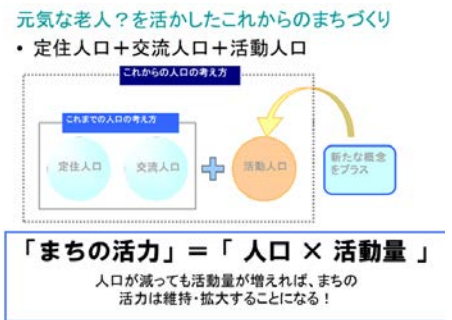 元気な老人？を活かしたこれからのまちづくり
• 定住人口＋交流人口＋活動人口
これからの人口の考え方
これまでの人口の考え方
定住人口
交流人口
＋
活動人口
新たな概念
をプラス
「まちの活力」＝「 人口 × 活動量 」
人口が減っても活動量が増えれば、まちの
活力は維持・拡大することになる！